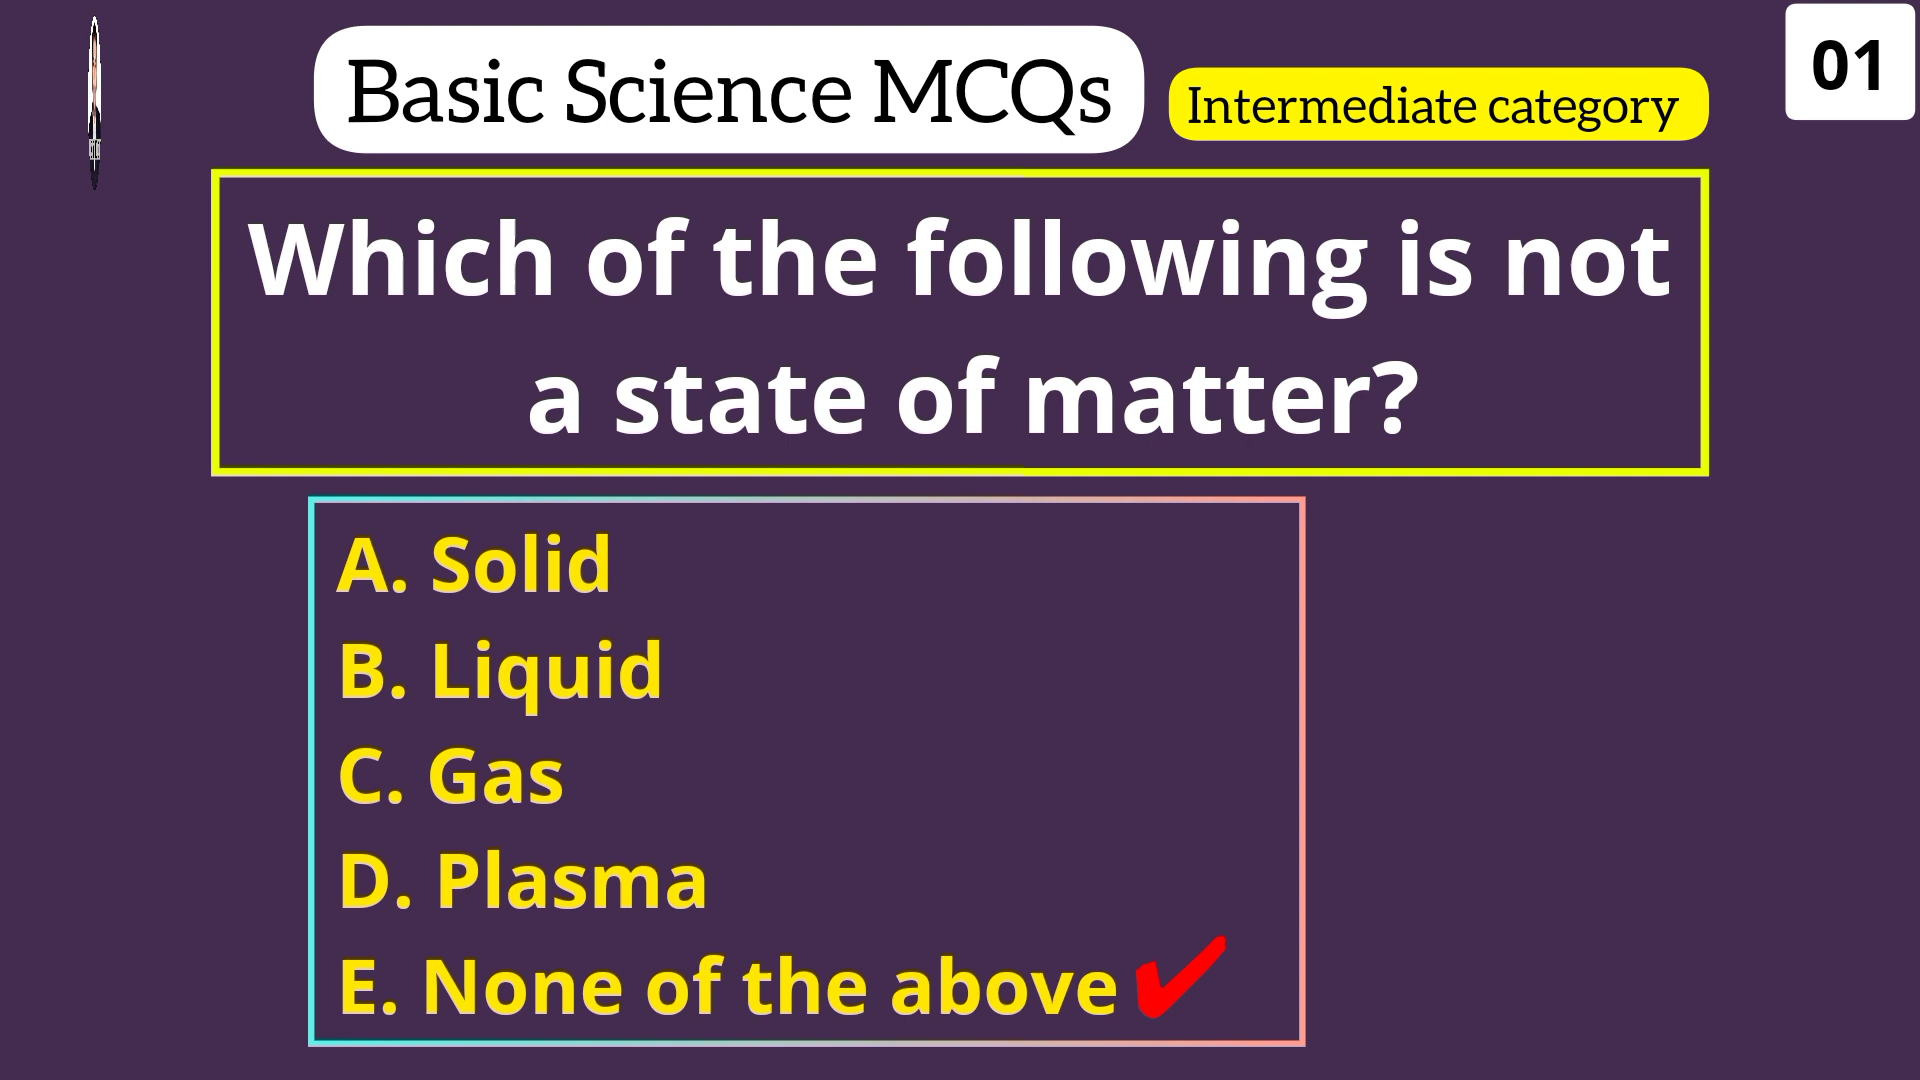 Basic Science MCQs
Intermediate category
01
Which of the following is not
a state of matter?
A. Solid
B. Liquid
C. Gas
D. Plasma
E. None of the above